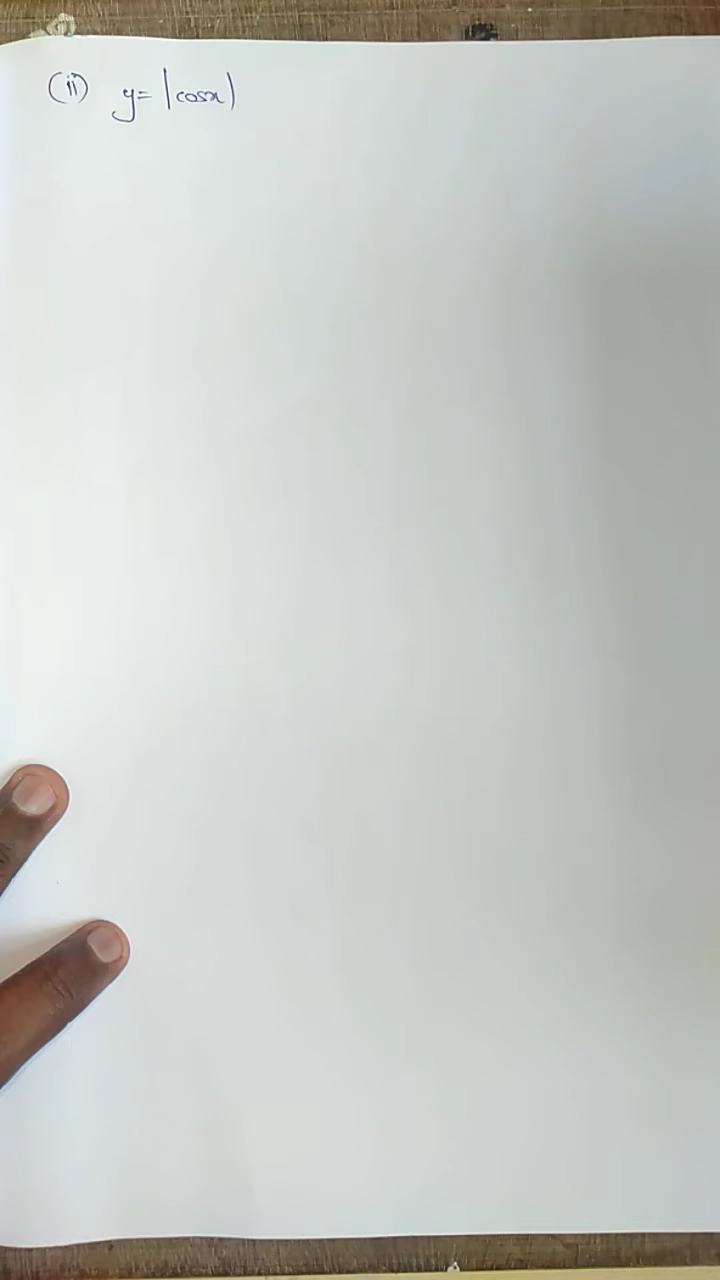 (ii) y= |cosx|